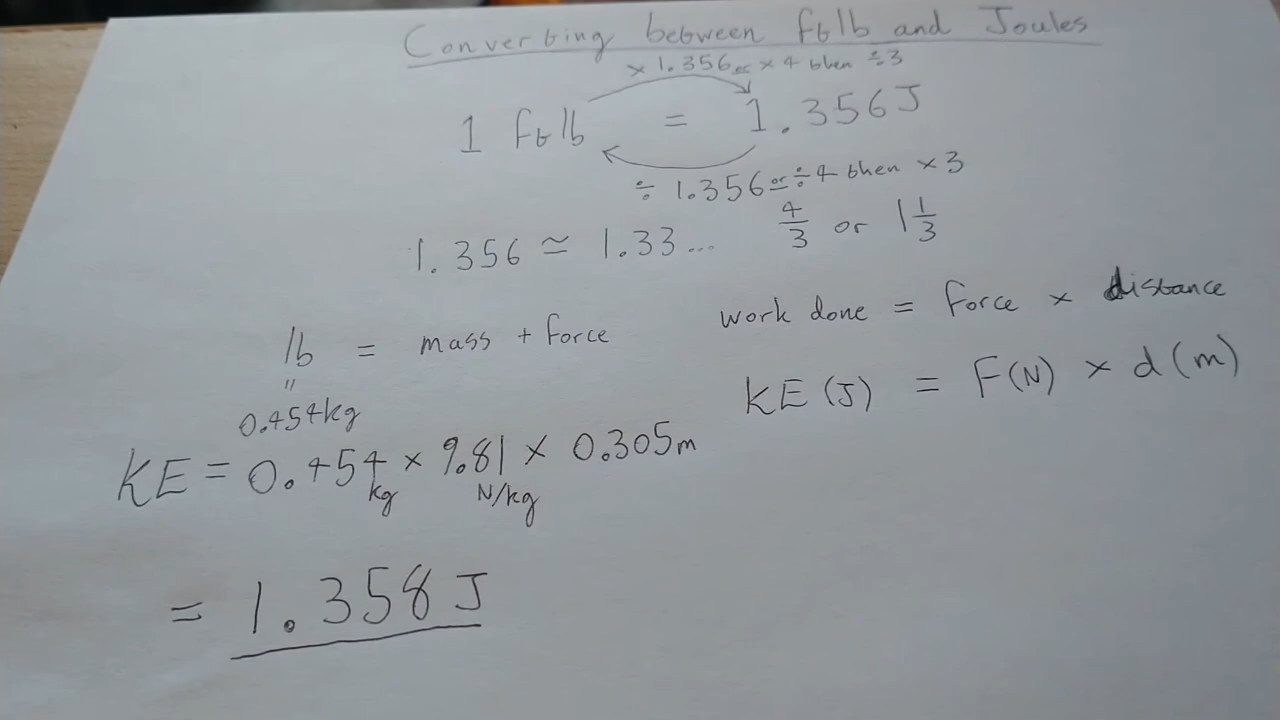 Converting between ftlb and Joules
× 1.356 or × 4 then ÷3
1 ftlb = 1.356J
÷ 1.356 or ÷ 4 then × 3
1.356 ≃ 1.33... 4/3 or 1 1/3
lb = mass + force
work done = force × distance
"
0.454kg
KE (J) = F(N) × d(m)
KE = 0.454 × 9.81 × 0.305m
kg N/kg
= 1.358J